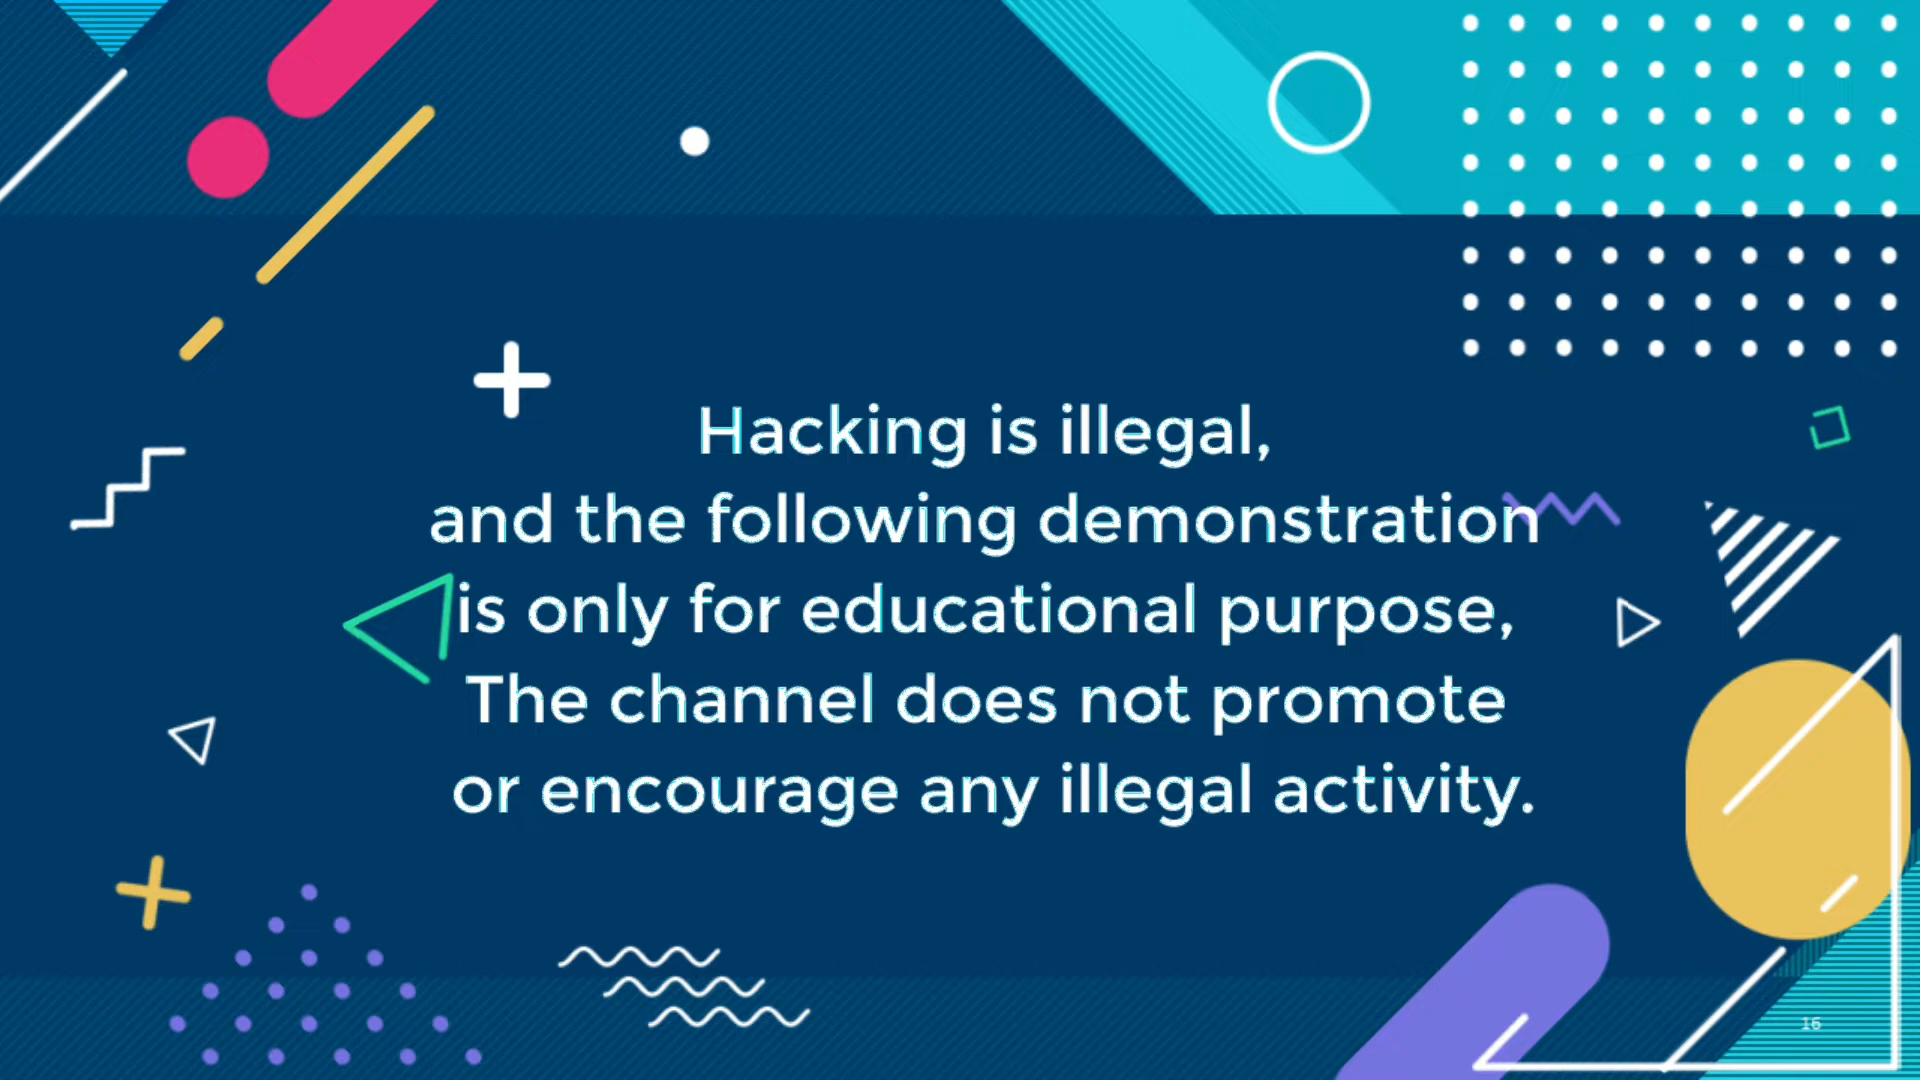 Hacking is illegal,
and the following demonstration
is only for educational purpose,
The channel does not promote
or encourage any illegal activity.
16